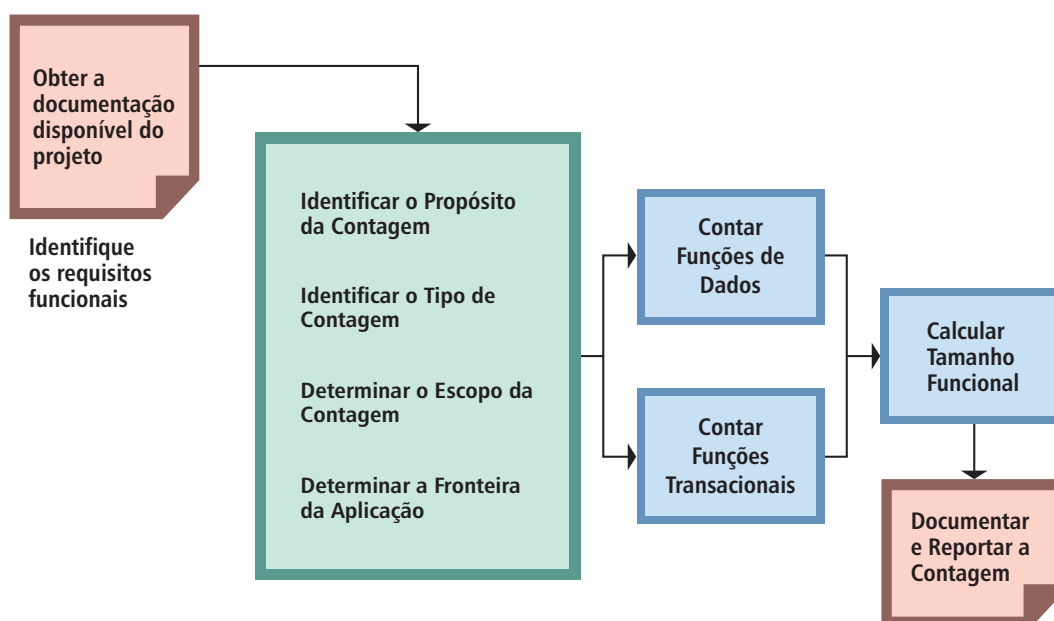 Obter a
documentação
disponível do
projeto
Identifique
os requisitos
funcionais
Identificar o Propósito
da Contagem
Identificar o Tipo de
Contagem
Determinar o Escopo da
Contagem
Determinar a Fronteira
da Aplicação
Contar
Funções de
Dados
Contar
Funções
Transacionais
Calcular
Tamanho
Funcional
Documentar
e Reportar a
Contagem